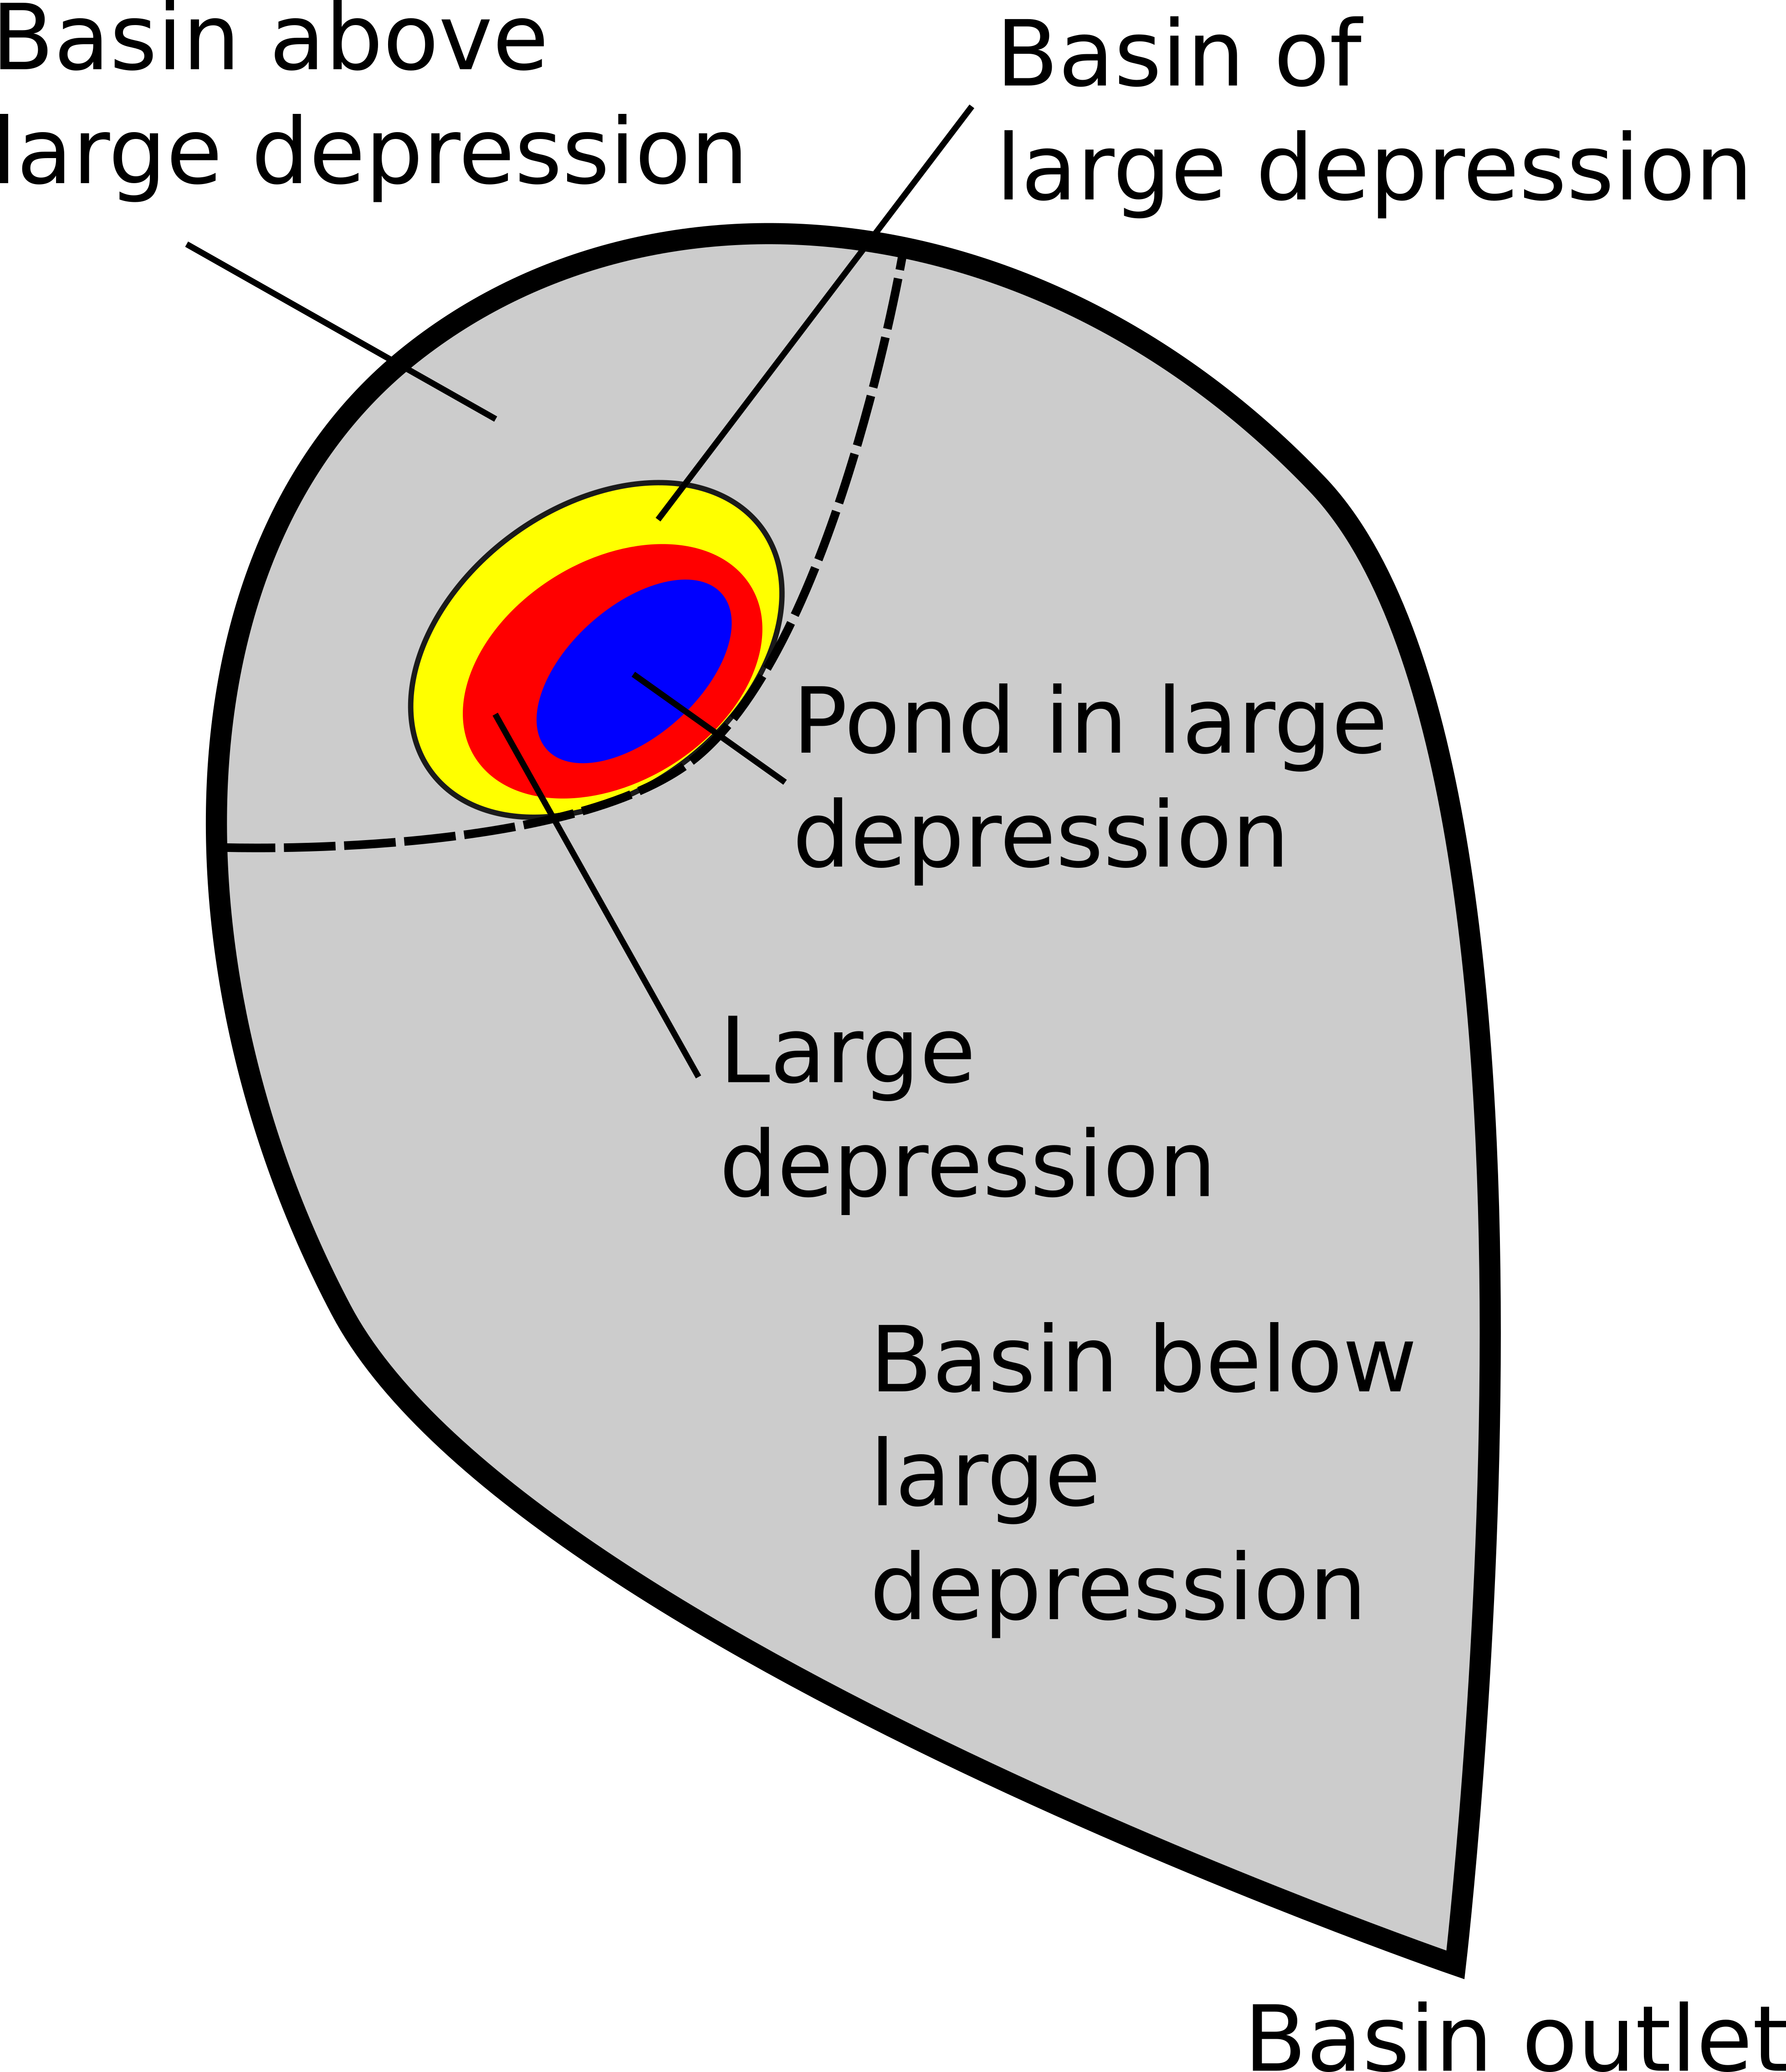 Basin above
large depression
Basin of
large depression
Pond in large
depression
Large
depression
Basin below
large
depression
Basin outlet